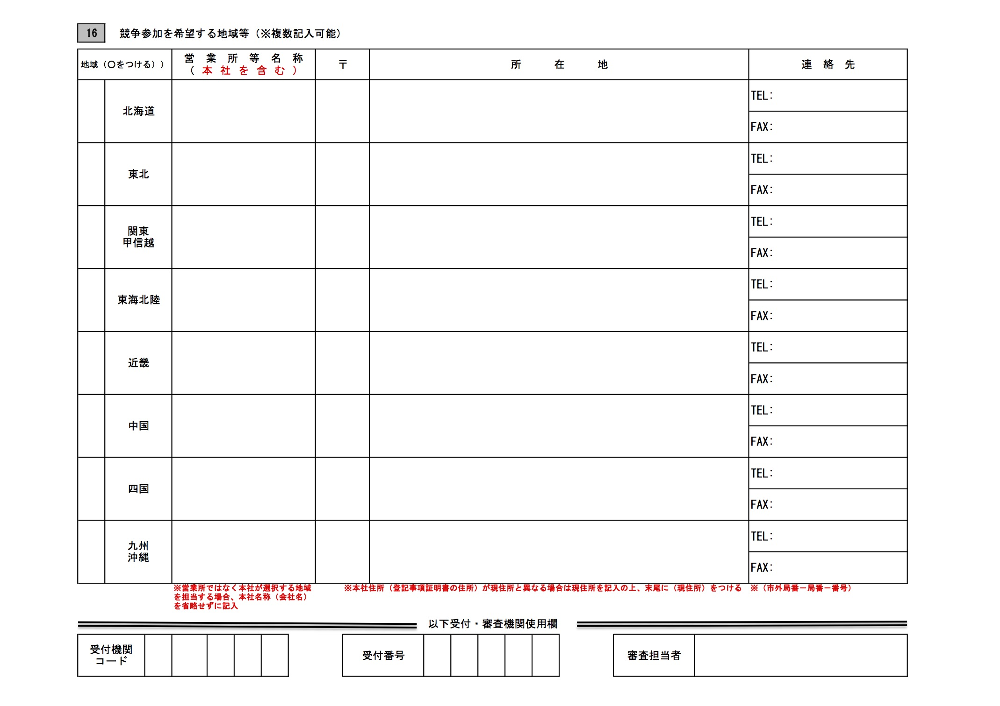 16 競争参加を希望する地域等（※複数記入可能）
地域（〇をつける））
営業所等名称
（本社を含む）
〒
所在地
連絡先
北海道
TEL：
FAX：
東北
TEL：
FAX：
関東
甲信越
TEL：
FAX：
東海北陸
TEL：
FAX：
近畿
TEL：
FAX：
中国
TEL：
FAX：
四国
TEL：
FAX：
九州
沖縄
TEL：
FAX：
※営業所ではなく本社が選択する地域
を担当する場合、本社名称（会社名）
を省略せずに記入
※本社住所（登記事項証明書の住所）が現住所と異なる場合は現住所を記入の上、末尾に（現住所）をつける
※（市外局番－局番－番号）
以下受付・審査機関使用欄
受付機関
コード
受付番号
審査担当者